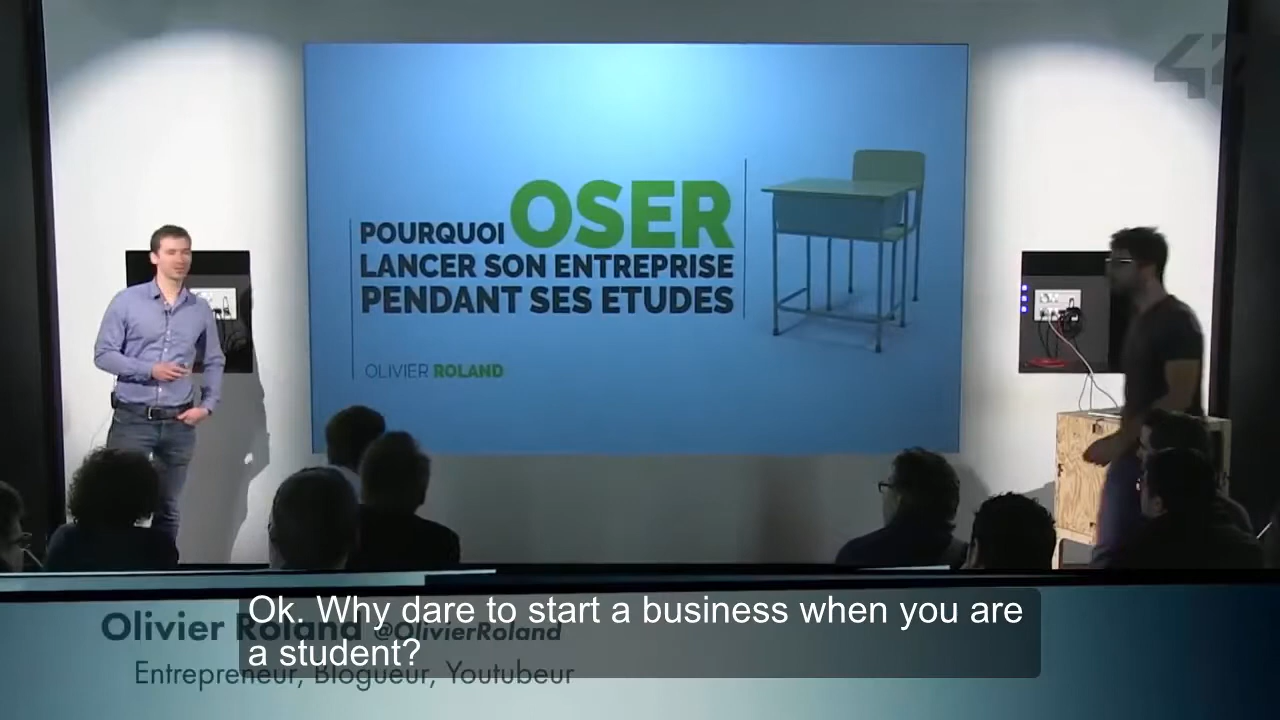 42
POURQUOI OSER
LANCER SON ENTREPRISE
PENDANT SES ETUDES
OLIVIER ROLAND
Olivier Roland @OlivierRoland
Ok. Why dare to start a business when you are
a student?
Entrepreneur, Blogueur, Youtubeur